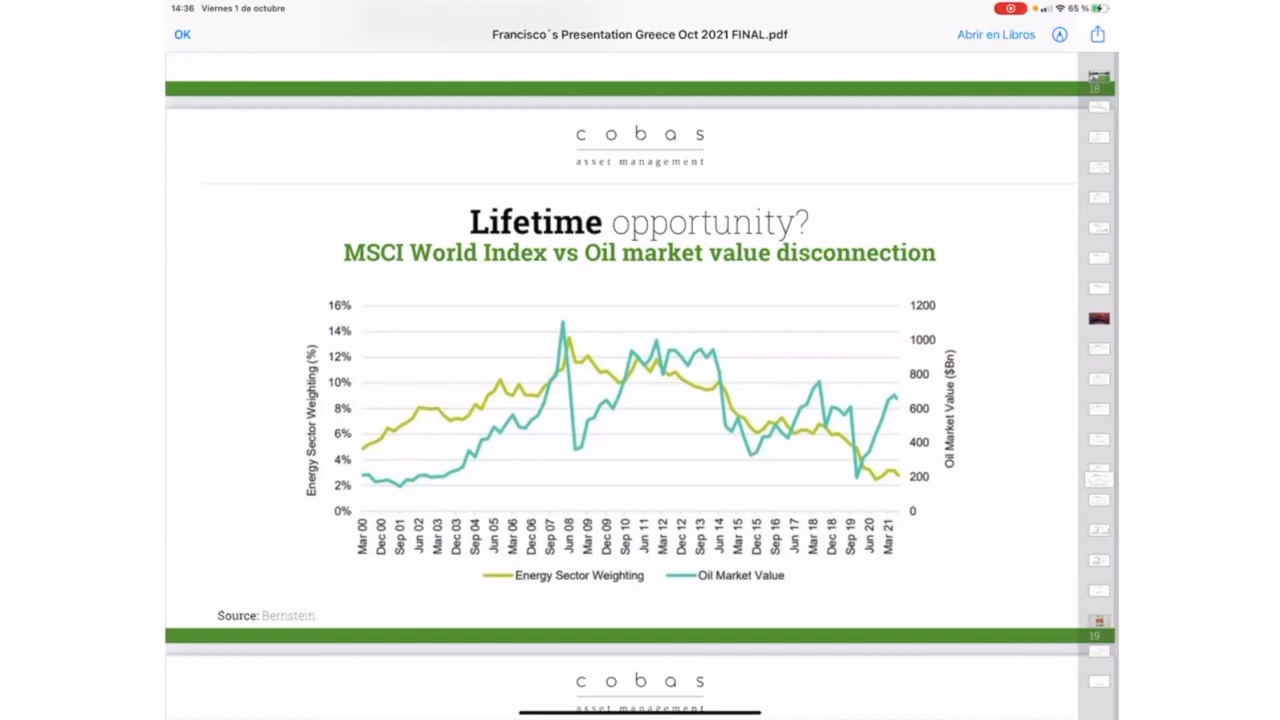 14:36 Viernes 1 de octubre
65 %
OK
Francisco´s Presentation Greece Oct 2021 FINAL.pdf
Abrir en Libros
18
cobas
asset management
Lifetime opportunity?
MSCI World Index vs Oil market value disconnection
16%
14%
12%
10%
8%
6%
4%
2%
0%
Energy Sector Weighting (%)
1200
1000
800
600
400
200
0
Oil Market Value ($Bn)
Mar 00
Dec 00
Sep 01
Jun 02
Mar 03
Dec 03
Sep 04
Jun 05
Mar 06
Dec 06
Sep 07
Jun 08
Mar 09
Dec 09
Sep 10
Jun 11
Mar 12
Dec 12
Sep 13
Jun 14
Mar 15
Dec 15
Sep 16
Jun 17
Mar 18
Dec 18
Sep 19
Jun 20
Mar 21
Energy Sector Weighting
Oil Market Value
Source: Bernstein.
19
cobas
asset management